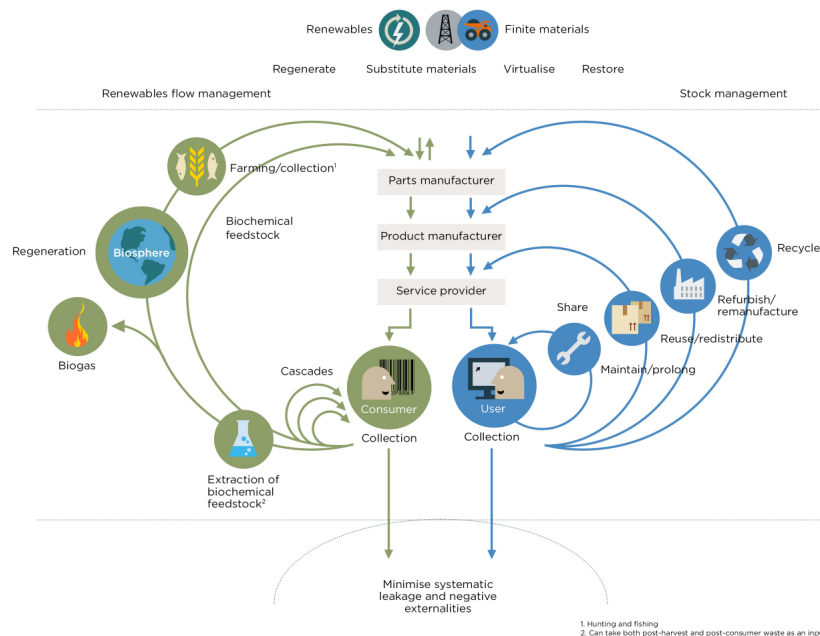 Renewables
Finite materials
Regenerate
Substitute materials
Virtualise
Restore
Renewables flow management
Stock management
Farming/collection¹
Parts manufacturer
Biochemical
feedstock
Product manufacturer
Regeneration
Biosphere
Recycle
Service provider
Share
Refurbish/
remanufacture
Reuse/redistribute
Biogas
Cascades
Maintain/prolong
Consumer
User
Collection
Collection
Extraction of
biochemical
feedstock²
Minimise systematic
leakage and negative
externalities
1. Hunting and fishing
2. Can take both post-harvest and post-consumer waste as an